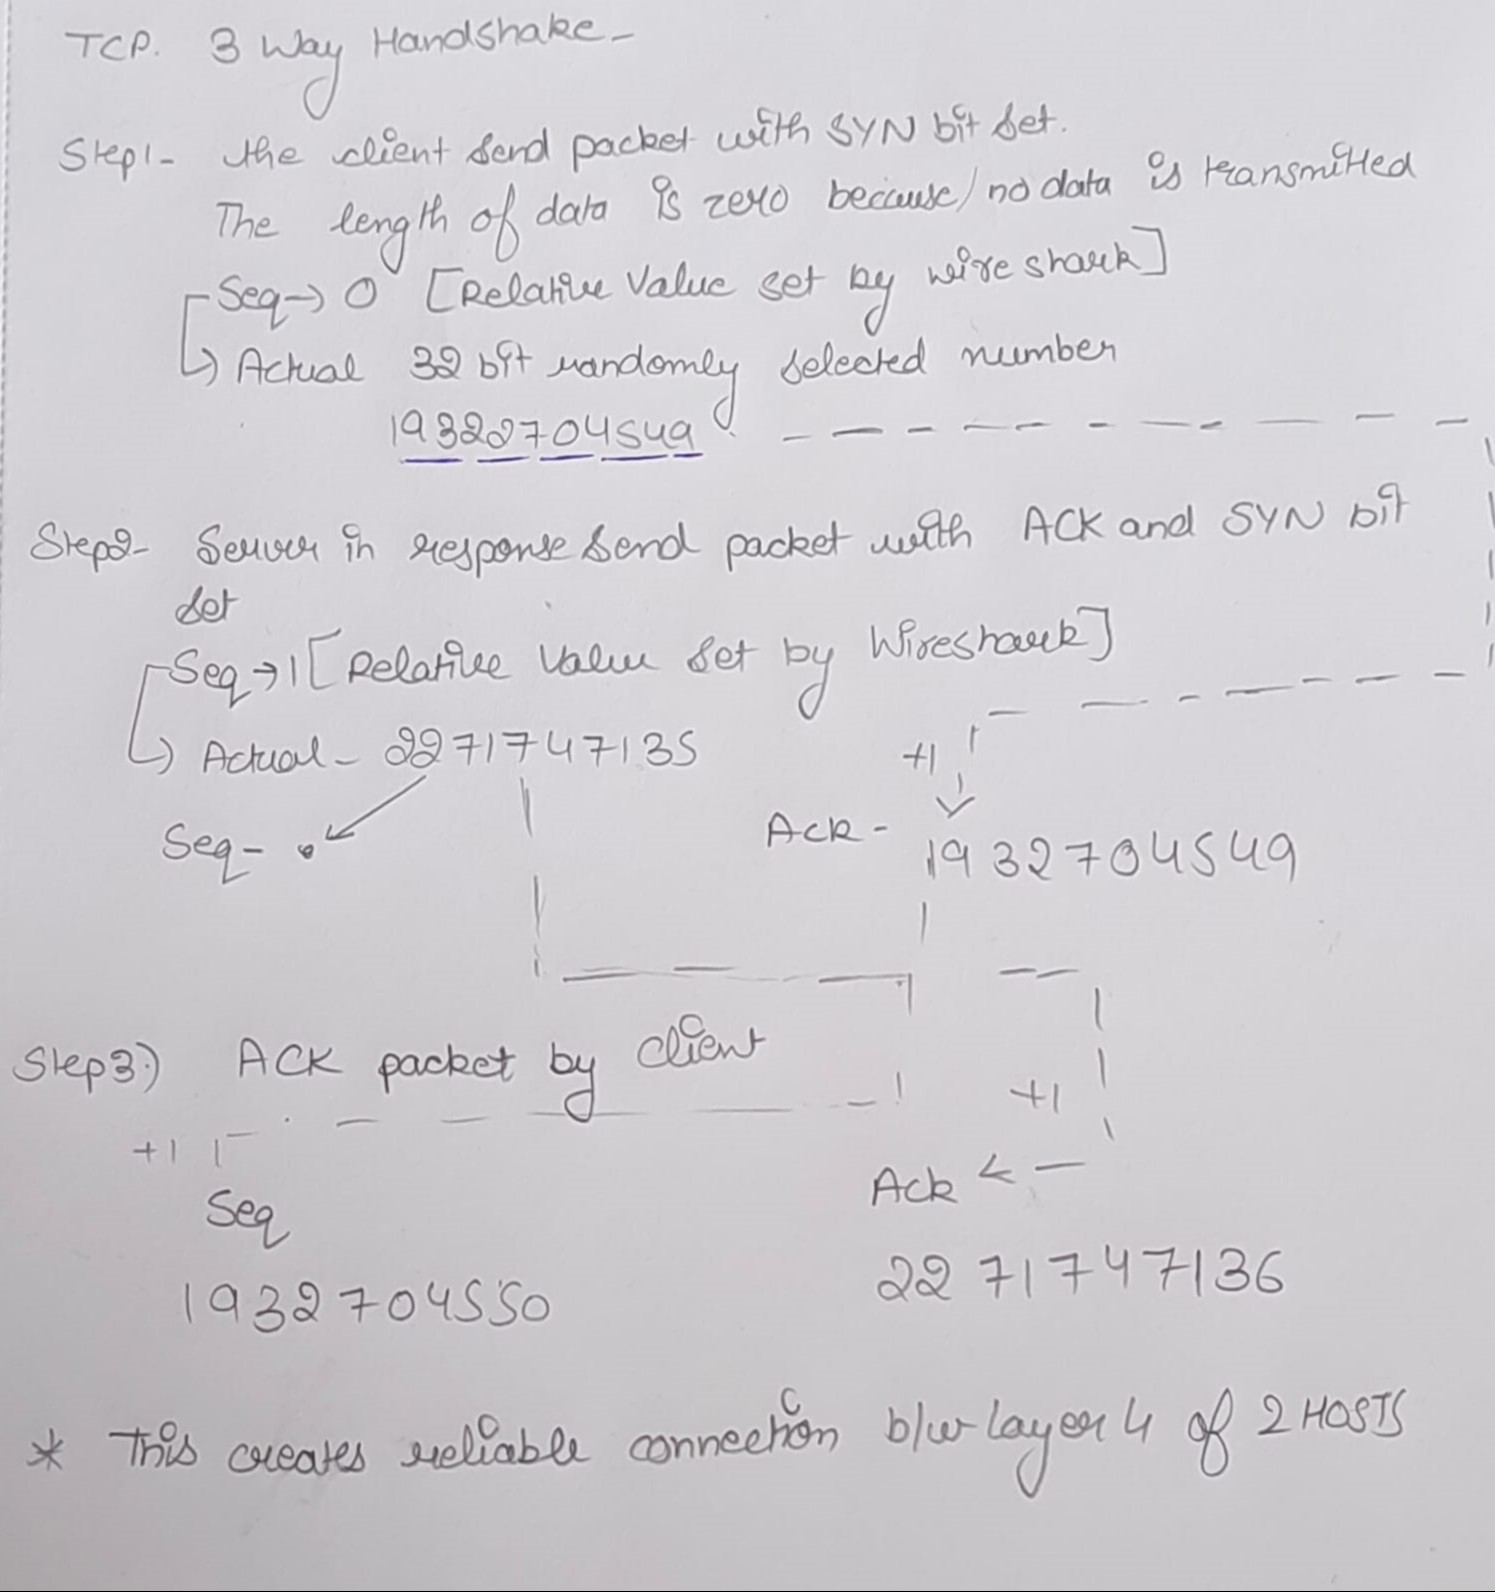 TCP. 3 Way Handshake -
Step1- the client send packet with SYN bit set.
The length of data is zero because/no data is transmitted
Seq→ 0 [Relative Value set by wire shark]
Actual 32 bit randomly selected number
19322704549
Step2- Server in response send packet with ACK and SYN bit
set
Seq→1 [Relative Value set by Wireshark]
Actual- 2271747135
+1
Seq-
Ack- 1932704549
Step3.) ACK packet by client
+1
+1
Seq
Ack
1932704550
2271747136
* This creates reliable connection b/w layer 4 of 2 HOSTS